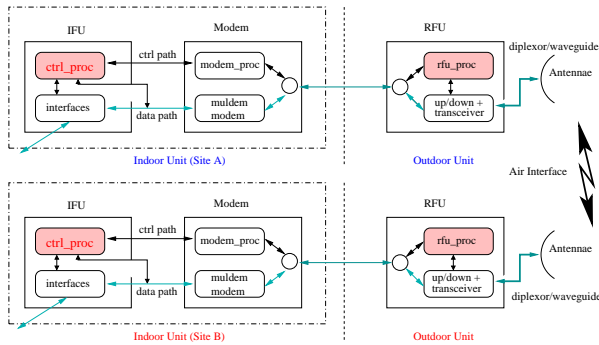 IFU
Modem
RFU
ctrl_proc
ctrl path
modem_proc
rfu_proc
diplexor/waveguide
Antennae
interfaces
data path
muldem
modem
up/down +
transceiver
Indoor Unit (Site A)
Outdoor Unit
Air Interface
IFU
Modem
RFU
ctrl_proc
ctrl path
modem_proc
rfu_proc
Antennae
interfaces
data path
muldem
modem
up/down +
transceiver
diplexor/waveguide
Indoor Unit (Site B)
Outdoor Unit